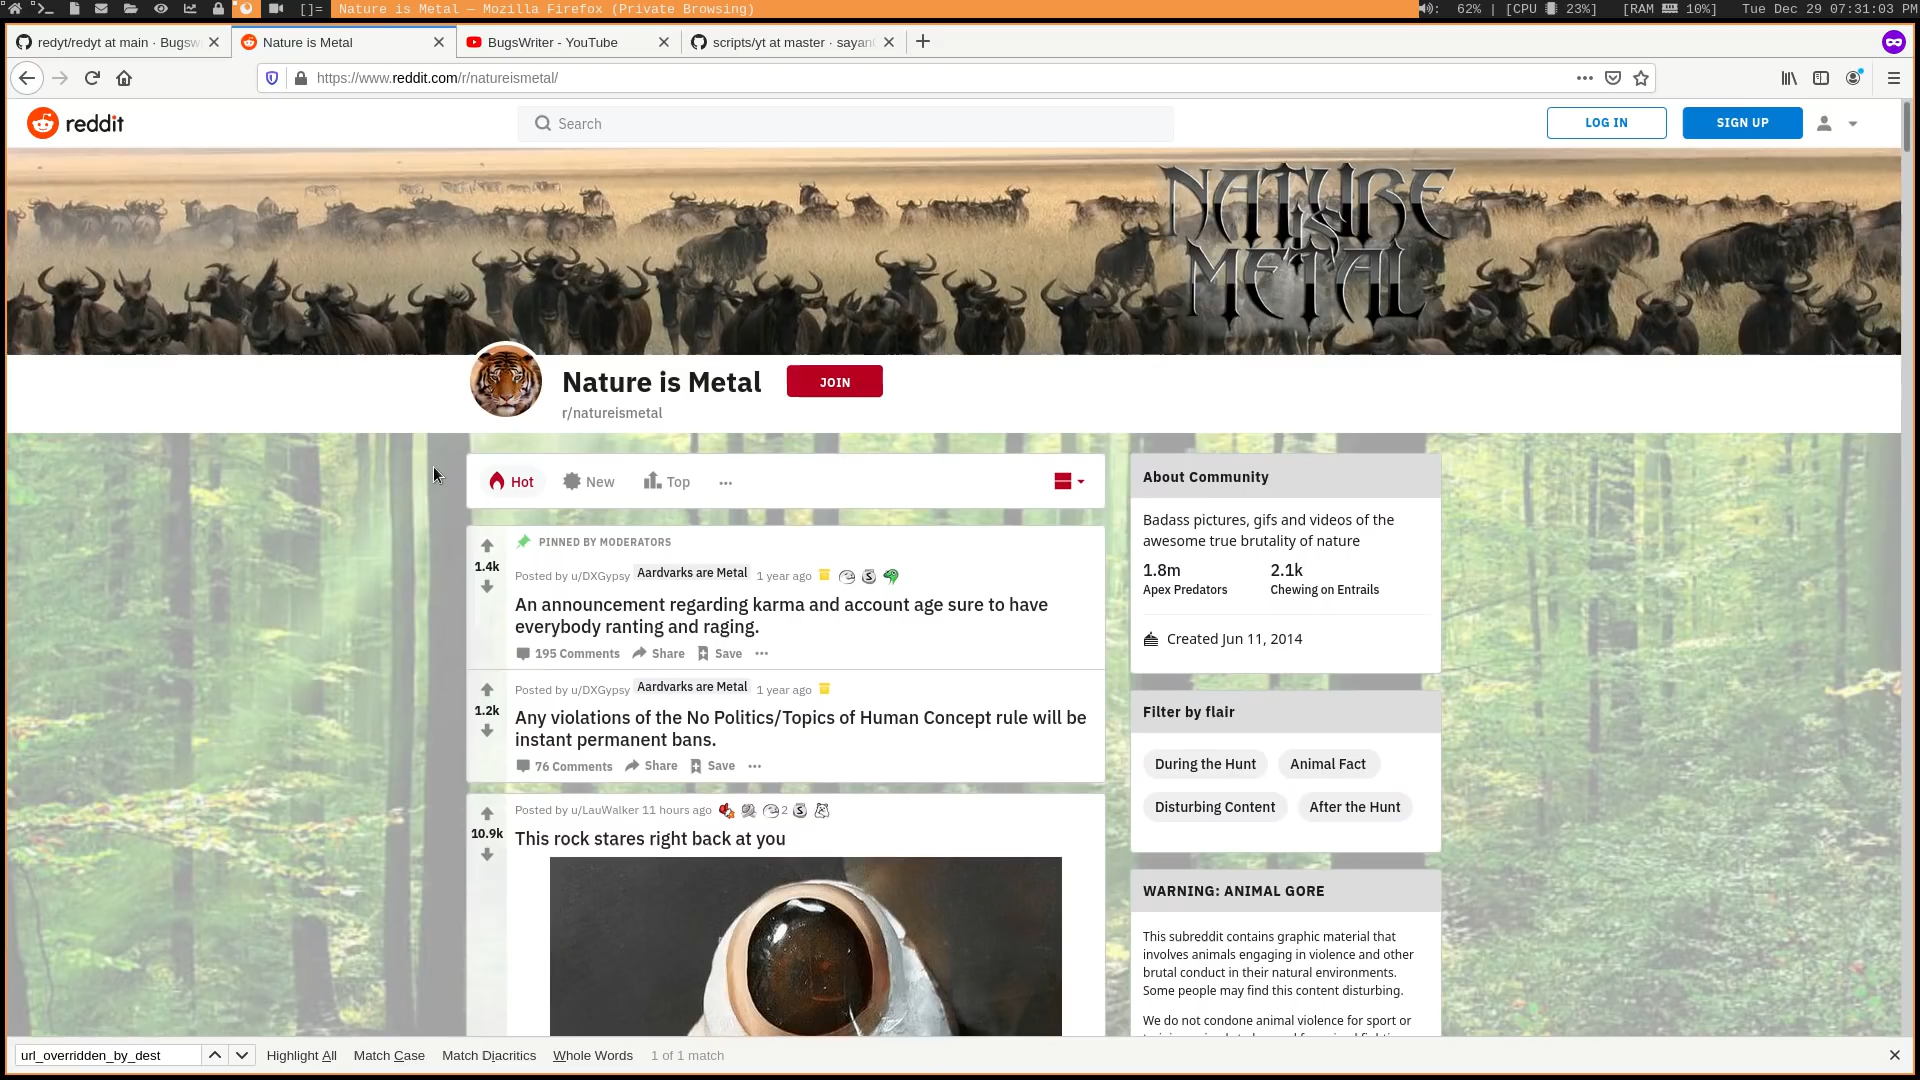 []= Nature is Metal — Mozilla Firefox (Private Browsing) : 62% | [CPU 23%] [RAM 10%] Tue Dec 29 07:31:03 PM
redyt/redyt at main · Bugsw Nature is Metal BugsWriter - YouTube scripts/yt at master · sayan
https://www.reddit.com/r/natureismetal/
reddit Search LOG IN SIGN UP
NATURE
IS
METAL
Nature is Metal JOIN
r/natureismetal
Hot New Top
PINNED BY MODERATORS
1.4k
Posted by u/DXGypsy Aardvarks are Metal 1 year ago
An announcement regarding karma and account age sure to have
everybody ranting and raging.
195 Comments Share Save
1.2k
Posted by u/DXGypsy Aardvarks are Metal 1 year ago
Any violations of the No Politics/Topics of Human Concept rule will be
instant permanent bans.
76 Comments Share Save
10.9k
Posted by u/LauWalker 11 hours ago 2
This rock stares right back at you
About Community
Badass pictures, gifs and videos of the
awesome true brutality of nature
1.8m 2.1k
Apex Predators Chewing on Entrails
Created Jun 11, 2014
Filter by flair
During the Hunt Animal Fact
Disturbing Content After the Hunt
WARNING: ANIMAL GORE
This subreddit contains graphic material that
involves animals engaging in violence and other
brutal conduct in their natural environments.
Some people may find this content disturbing.
We do not condone animal violence for sport or
url_overridden_by_dest Highlight All Match Case Match Diacritics Whole Words 1 of 1 match